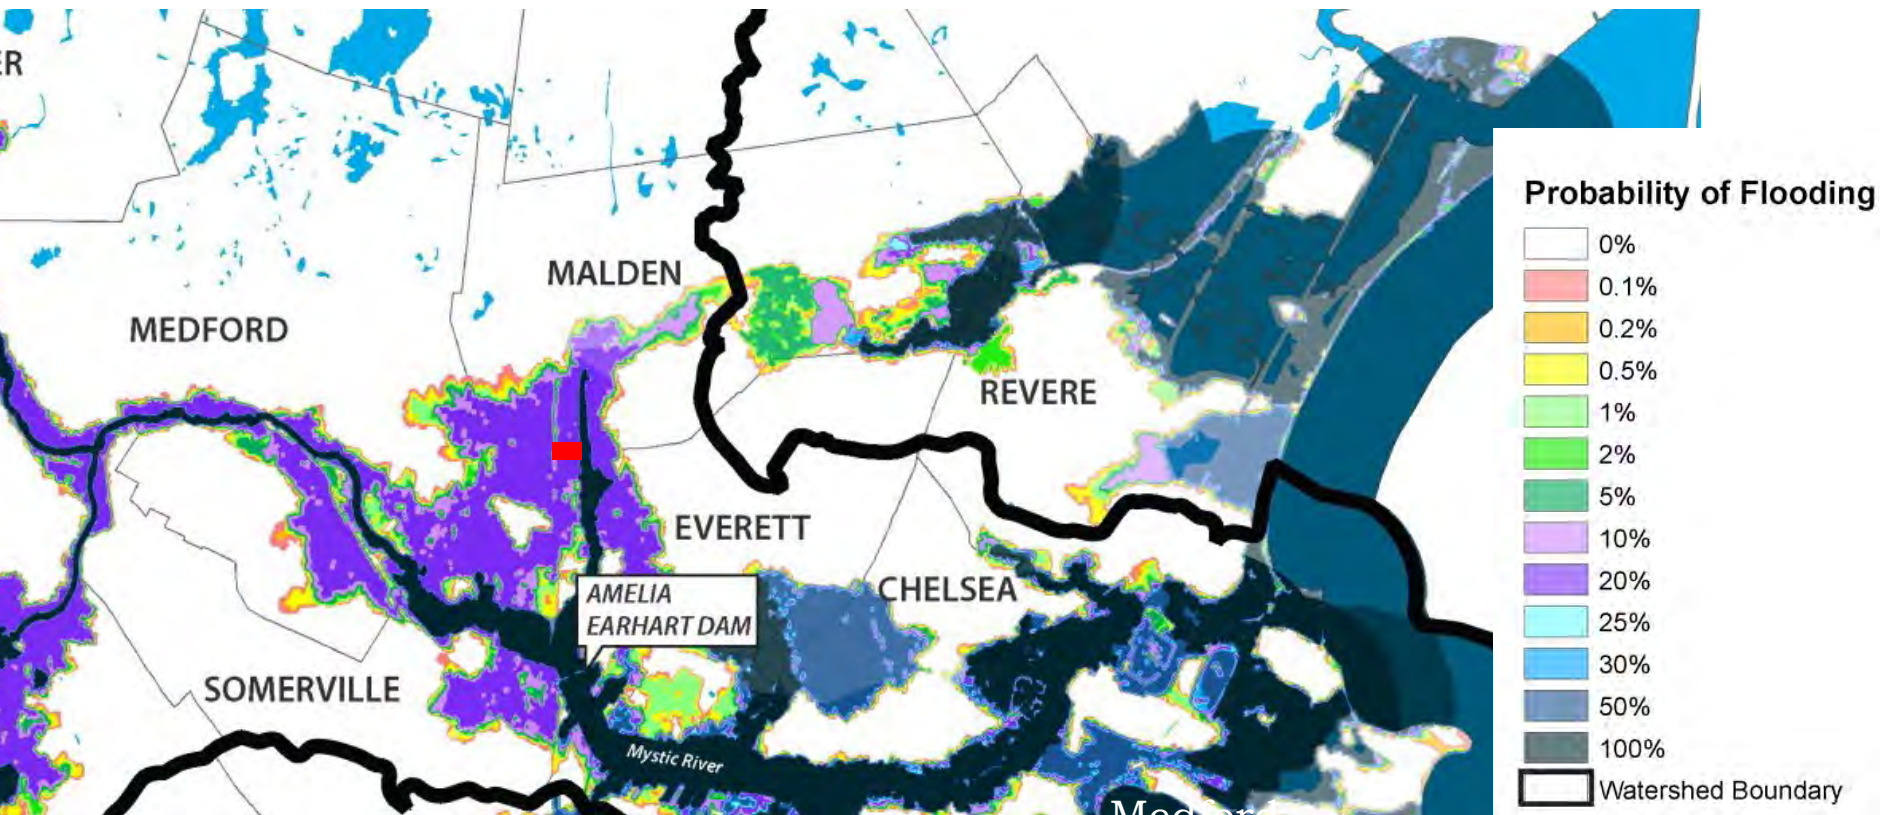 ER
MALDEN
MEDFORD
REVERE
EVERETT
CHELSEA
AMELIA
EARHART DAM
SOMERVILLE
Mystic River
Medford
Probability of Flooding
0%
0.1%
0.2%
0.5%
1%
2%
5%
10%
20%
25%
30%
50%
100%
Watershed Boundary